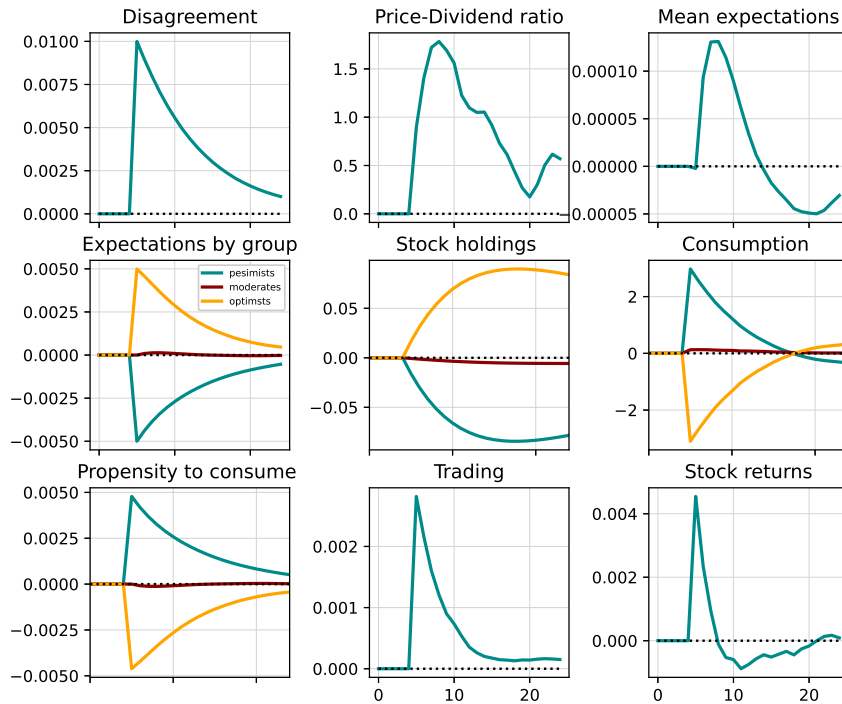 Disagreement
0.0100
0.0075
0.0050
0.0025
0.0000
Price-Dividend ratio
1.5
1.0
0.5
0.0
Mean expectations
0.00010
0.00005
0.00000
−0.00005
Expectations by group
0.0050
0.0025
0.0000
−0.0025
−0.0050
pesimists
moderates
optimsts
Stock holdings
0.05
0.00
−0.05
Consumption
2
0
−2
Propensity to consume
0.0050
0.0025
0.0000
−0.0025
−0.0050
Trading
0.002
0.001
0.000
0 10 20
Stock returns
0.004
0.002
0.000
0 10 20